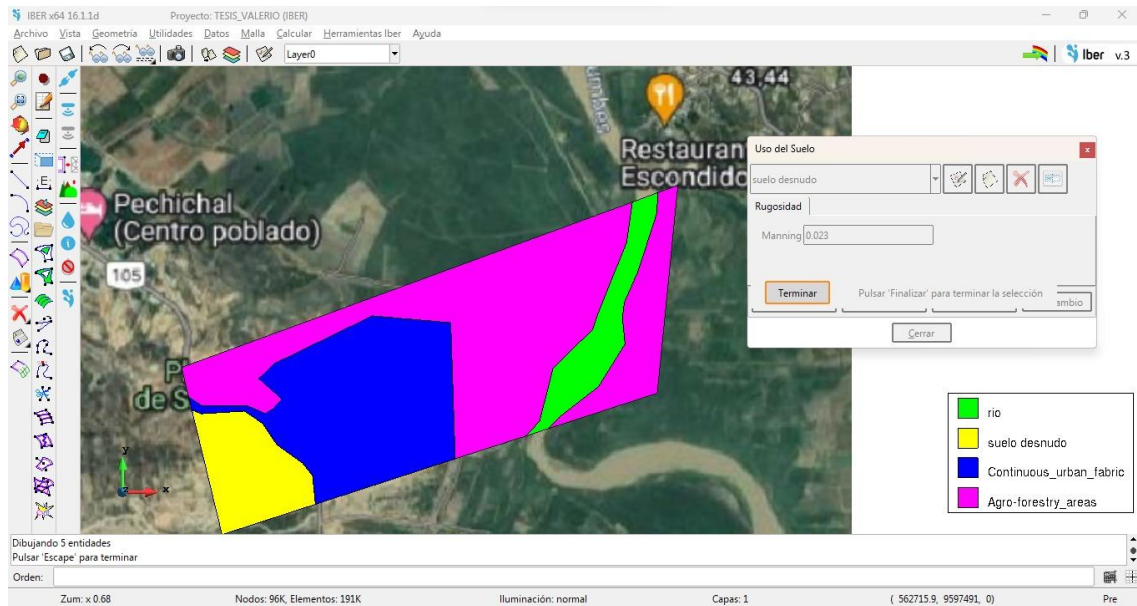 IBER x64 16.1.1d Proyecto: TESIS_VALERIO (IBER)
Archivo Vista Geometría Utilidades Datos Malla Calcular Herramientas Iber Ayuda
Layer0
Iber v.3
43,44
Restauran
Escondido
Pechichal
(Centro poblado)
105
de S
Uso del Suelo
suelo desnudo
Rugosidad
Manning 0.023
Terminar Pulsar 'Finalizar' para terminar la selección ambio
Cerrar
rio
suelo desnudo
Continuous_urban_fabric
Agro-forestry_areas
y
x
Dibujando 5 entidades
Pulsar 'Escape' para terminar
Orden:
Zum: x 0.68 Nodos: 96K, Elementos: 191K Iluminación: normal Capas: 1 ( 562715.9, 9597491, 0) Pre